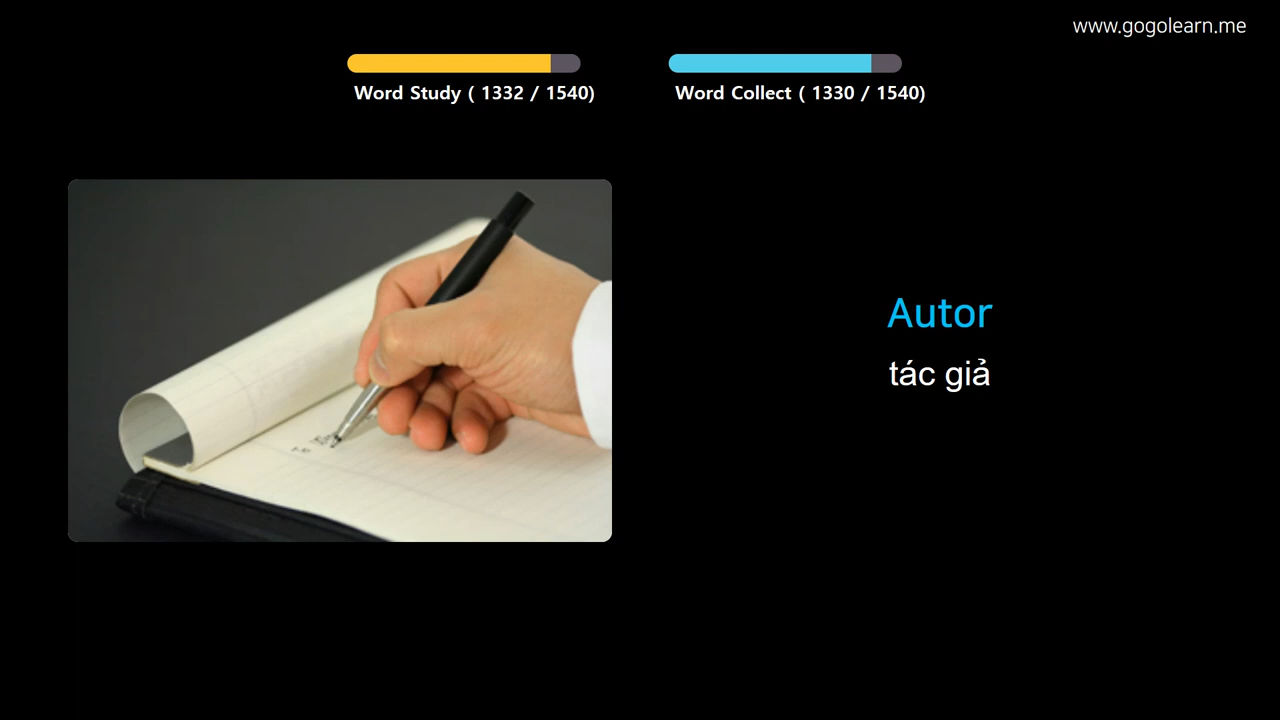 www.gogolearn.me
Word Study ( 1332 / 1540)
Word Collect ( 1330 / 1540)
Autor
tác giả